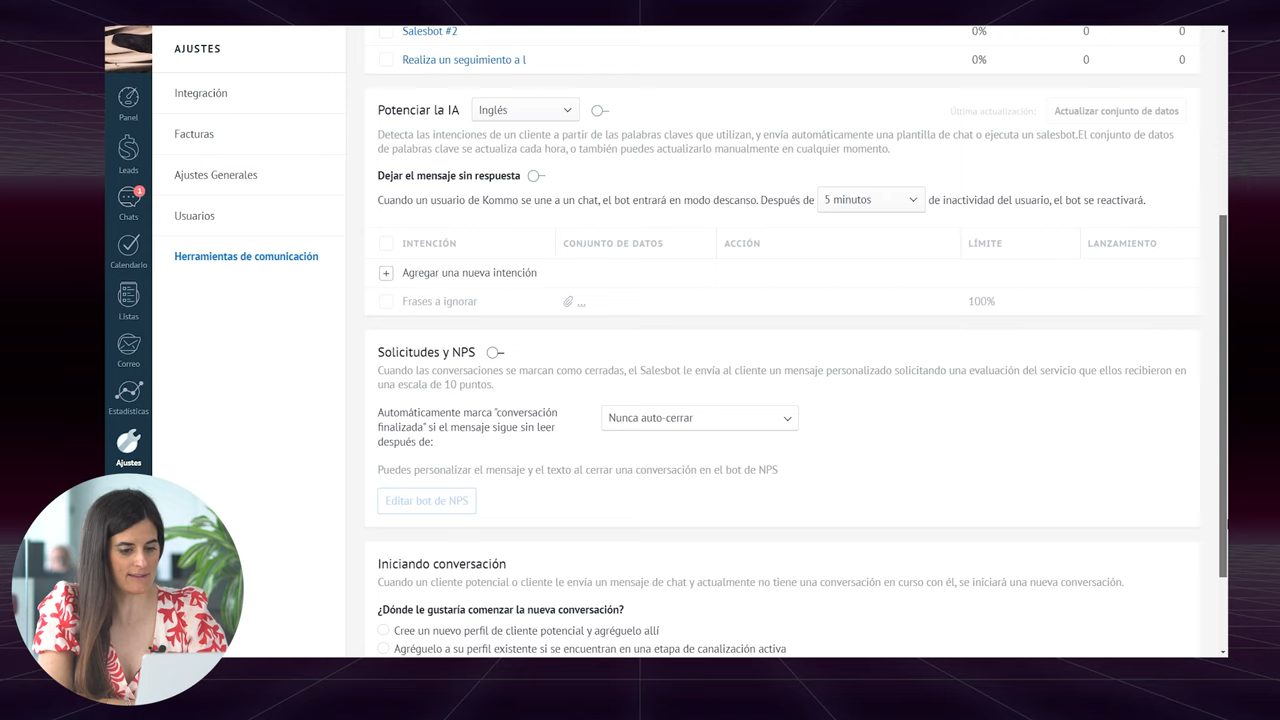 AJUSTES
Panel
Leads
1
Chats
Calendario
Listas
Correo
Estadísticas
Ajustes
Integración
Facturas
Ajustes Generales
Usuarios
Herramientas de comunicación
Salesbot #2 0% 0 0
Realiza un seguimiento a l 0% 0 0
Potenciar la IA Inglés Última actualización: Actualizar conjunto de datos
Detecta las intenciones de un cliente a partir de las palabras claves que utilizan, y envía automáticamente una plantilla de chat o ejecuta un salesbot.El conjunto de datos
de palabras clave se actualiza cada hora, o también puedes actualizarlo manualmente en cualquier momento.
Dejar el mensaje sin respuesta
Cuando un usuario de Kommo se une a un chat, el bot entrará en modo descanso. Después de 5 minutos de inactividad del usuario, el bot se reactivará.
INTENCIÓN CONJUNTO DE DATOS ACCIÓN LÍMITE LANZAMIENTO
+ Agregar una nueva intención
Frases a ignorar ... 100%
Solicitudes y NPS
Cuando las conversaciones se marcan como cerradas, el Salesbot le envía al cliente un mensaje personalizado solicitando una evaluación del servicio que ellos recibieron en
una escala de 10 puntos.
Automáticamente marca "conversación
finalizada" si el mensaje sigue sin leer
después de:
Nunca auto-cerrar
Puedes personalizar el mensaje y el texto al cerrar una conversación en el bot de NPS
Editar bot de NPS
Iniciando conversación
Cuando un cliente potencial o cliente le envía un mensaje de chat y actualmente no tiene una conversación en curso con él, se iniciará una nueva conversación.
¿Dónde le gustaría comenzar la nueva conversación?
Cree un nuevo perfil de cliente potencial y agréguelo allí
Agréguelo a su perfil existente si se encuentran en una etapa de canalización activa